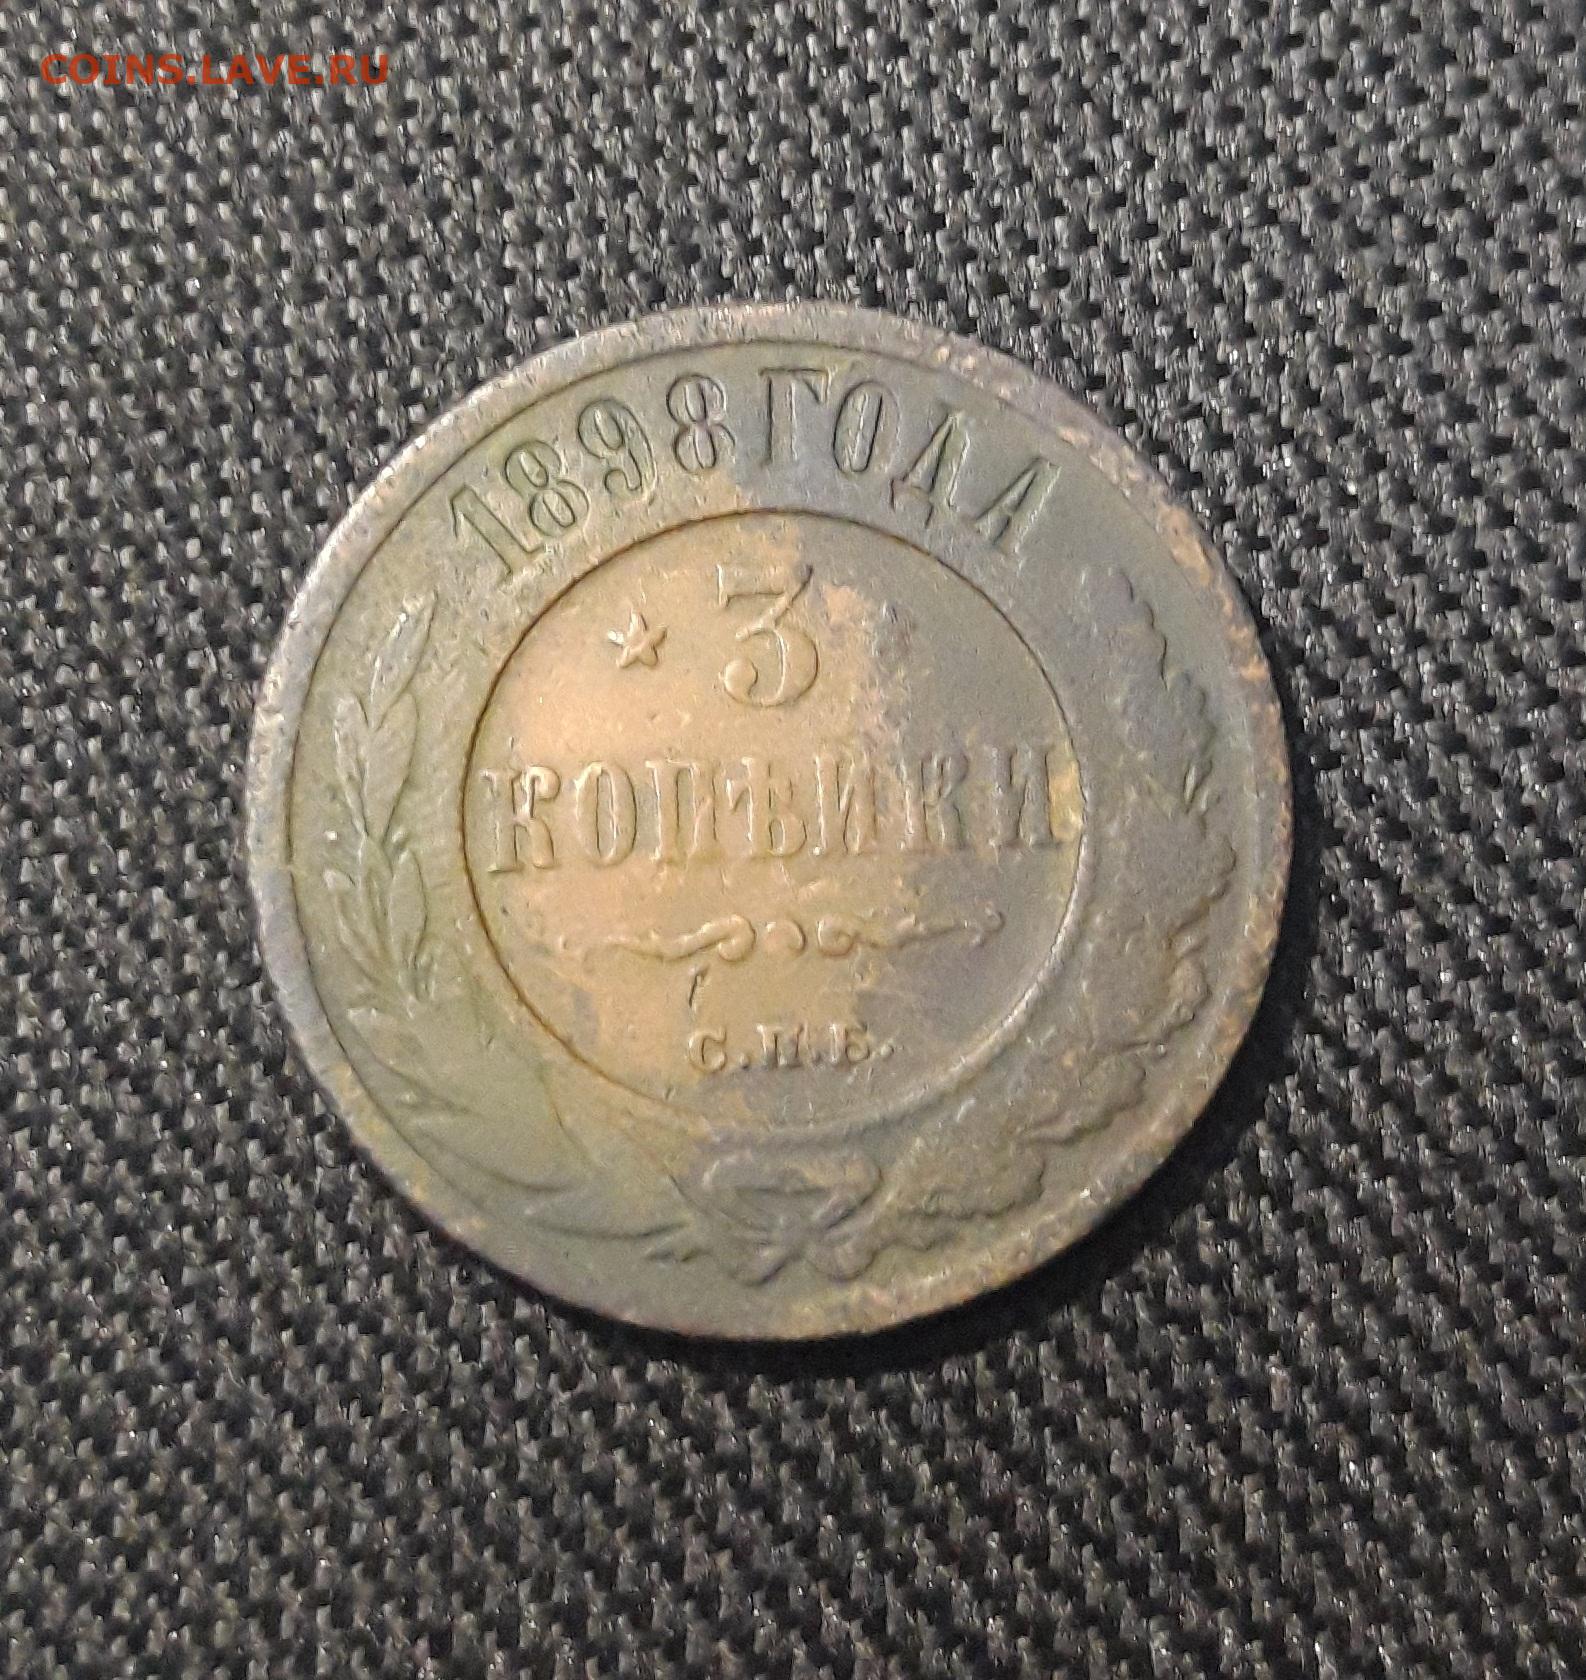 COINS.LAVE.RU
1898 ГОДА
3
КОПѢЙКИ
С.П.Б.